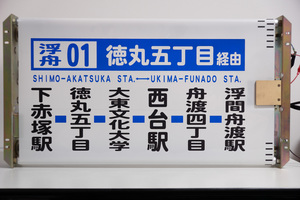 浮舟 01 徳丸五丁目 経由
SHIMO-AKATSUKA STA.←→UKIMA-FUNADO STA.
下赤塚駅
徳丸五丁目
大東文化大学
西台駅
舟渡四丁目
浮間舟渡駅